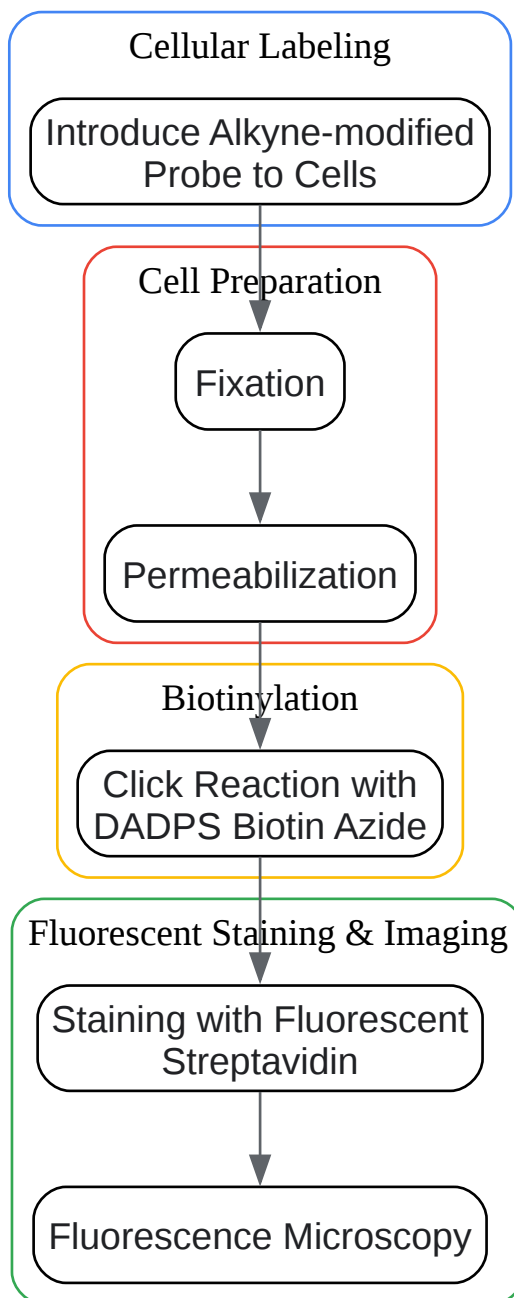 Cellular Labeling
Introduce Alkyne-modified
Probe to Cells
Cell Preparation
Fixation
Permeabilization
Biotinylation
Click Reaction with
DADPS Biotin Azide
Fluorescent Staining & Imaging
Staining with Fluorescent
Streptavidin
Fluorescence Microscopy